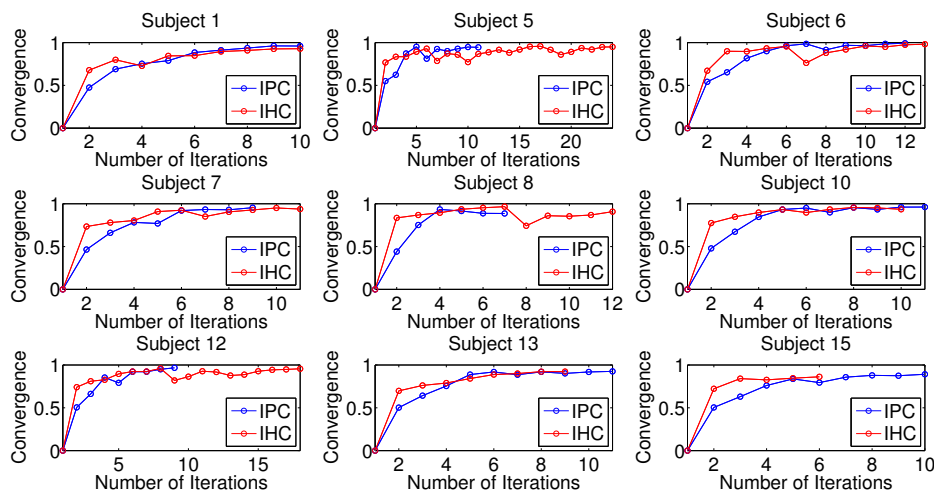 Subject 1
Subject 5
Subject 6
Convergence
1
0.5
0
2 4 6 8 10
Number of Iterations
IPC
IHC
Convergence
1
0.5
0
5 10 15 20
Number of Iterations
IPC
IHC
Convergence
1
0.5
0
2 4 6 8 10 12
Number of Iterations
IPC
IHC
Subject 7
Subject 8
Subject 10
Convergence
1
0.5
0
2 4 6 8 10
Number of Iterations
IPC
IHC
Convergence
1
0.5
0
2 4 6 8 10 12
Number of Iterations
IPC
IHC
Convergence
1
0.5
0
2 4 6 8 10
Number of Iterations
IPC
IHC
Subject 12
Subject 13
Subject 15
Convergence
1
0.5
0
5 10 15
Number of Iterations
IPC
IHC
Convergence
1
0.5
0
2 4 6 8 10
Number of Iterations
IPC
IHC
Convergence
1
0.5
0
2 4 6 8 10
Number of Iterations
IPC
IHC